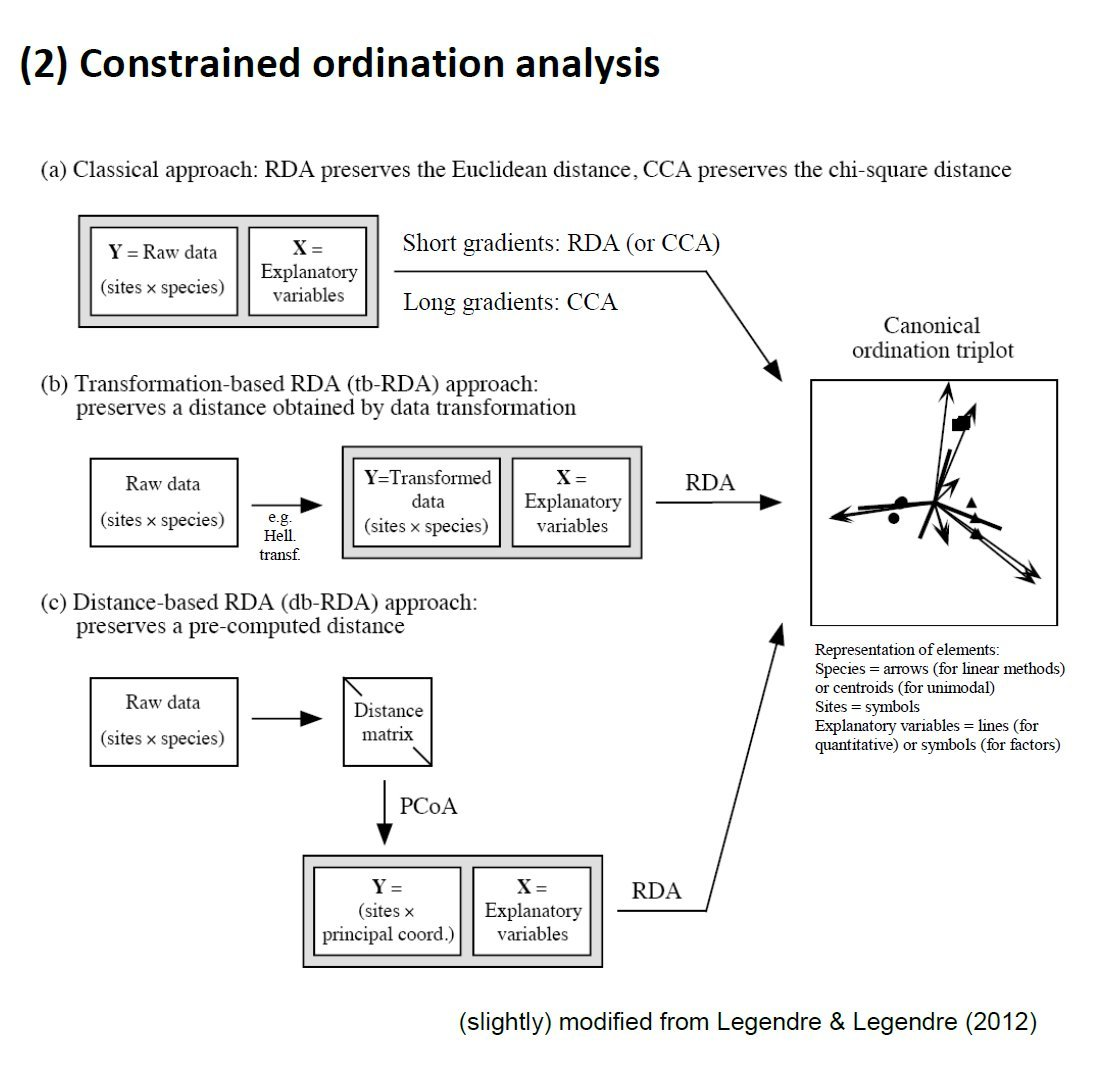 (2) Constrained ordination analysis
(a) Classical approach: RDA preserves the Euclidean distance, CCA preserves the chi-square distance
Y = Raw data
(sites x species)
X =
Explanatory
variables
Short gradients: RDA (or CCA)
Long gradients: CCA
Canonical
ordination triplot
(b) Transformation-based RDA (tb-RDA) approach:
preserves a distance obtained by data transformation
Raw data
(sites x species)
e.g.
Hell.
transf.
Y=Transformed
data
(sites x species)
X =
Explanatory
variables
RDA
(c) Distance-based RDA (db-RDA) approach:
preserves a pre-computed distance
Raw data
(sites x species)
Distance
matrix
PCoA
Y =
(sites x
principal coord.)
X =
Explanatory
variables
RDA
Representation of elements:
Species = arrows (for linear methods)
or centroids (for unimodal)
Sites = symbols
Explanatory variables = lines (for
quantitative) or symbols (for factors)
(slightly) modified from Legendre & Legendre (2012)